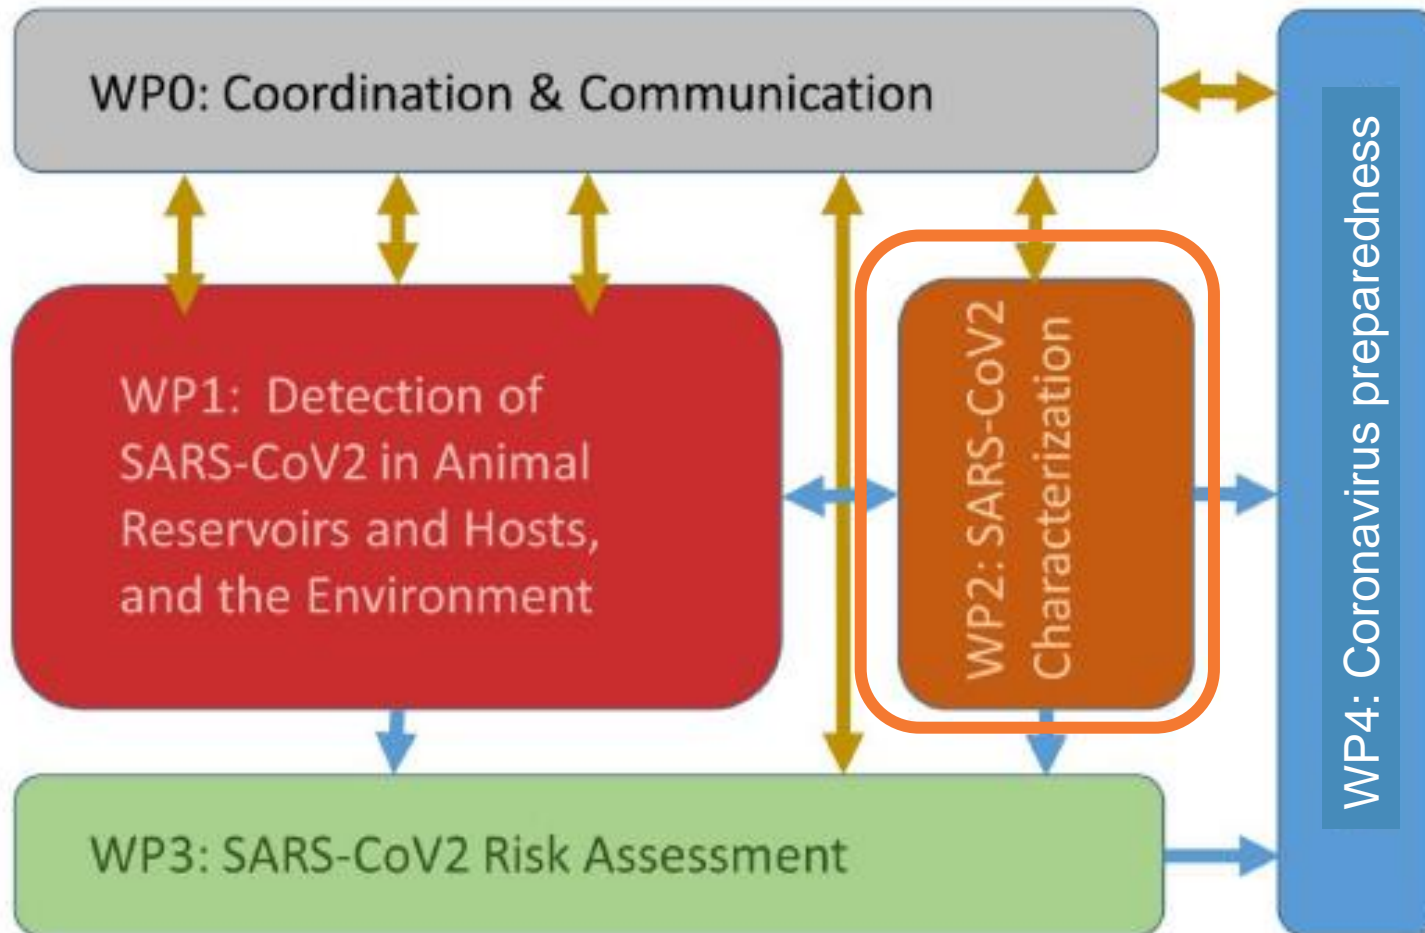 WP0: Coordination & Communication
WP1: Detection of
SARS-CoV2 in Animal
Reservoirs and Hosts,
and the Environment
WP2: SARS-CoV2
Characterization
WP3: SARS-CoV2 Risk Assessment
WP4: Coronavirus preparedness